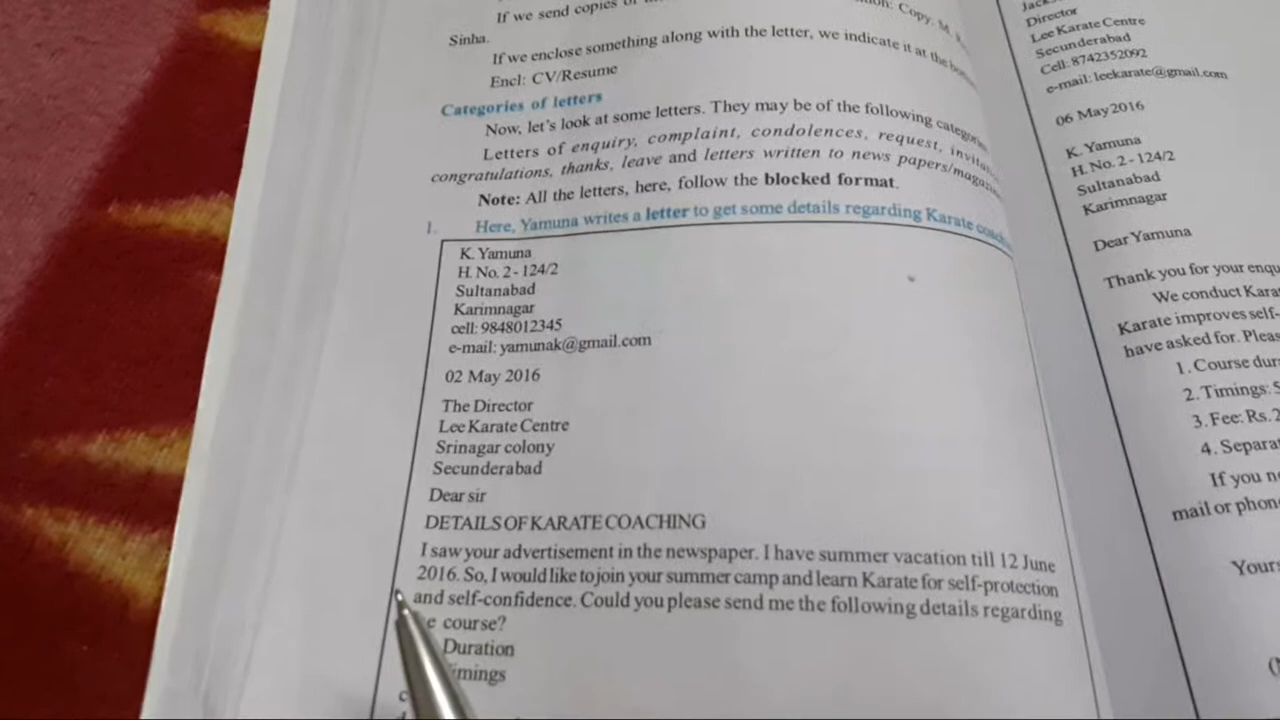 If we send copies of
Copy: M.
Sinha.
If we enclose something along with the letter, we indicate it at the
Encl: CV/Resume
Categories of letters
Now, let's look at some letters. They may be of the following
Letters of enquiry, complaint, condolences, request,
congratulations, thanks, leave and letters written to news papers/
Note: All the letters, here, follow the blocked format.
1. Here, Yamuna writes a letter to get some details regarding Karate
K. Yamuna
H. No. 2 - 124/2
Sultanabad
Karimnagar
cell: 9848012345
e-mail: yamunak@gmail.com
02 May 2016
The Director
Lee Karate Centre
Srinagar colony
Secunderabad
Dear sir
DETAILS OF KARATE COACHING
I saw your advertisement in the newspaper. I have summer vacation till 12 June
2016. So, I would like to join your summer camp and learn Karate for self-protection
and self-confidence. Could you please send me the following details regarding
course?
Duration
Director
Lee Karate Centre
Secunderabad
Cell: 8742352092
e-mail: leekarate@gmail.com
06 May 2016
K. Yamuna
H. No. 2 - 124/2
Sultanabad
Karimnagar
Dear Yamuna
Thank you for your
We conduct
Karate improves self-
have asked for.
1. Course
2. Timings:
3. Fee: Rs.
4.
If you
mail or